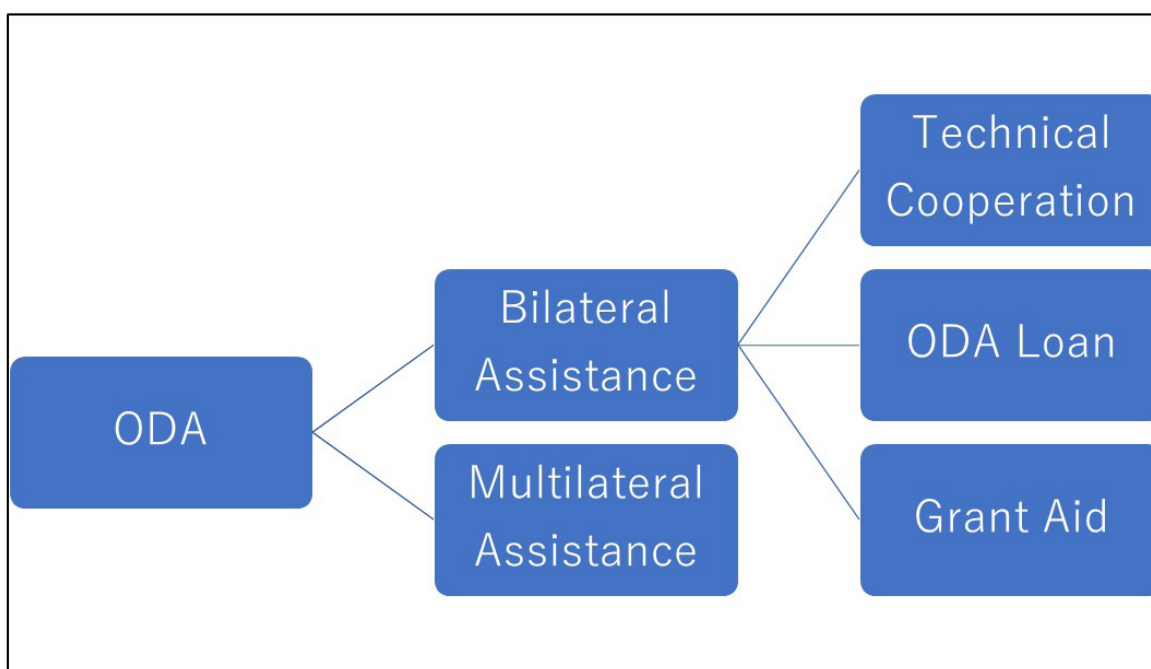 ODA
Bilateral
Assistance
Multilateral
Assistance
Technical
Cooperation
ODA Loan
Grant Aid